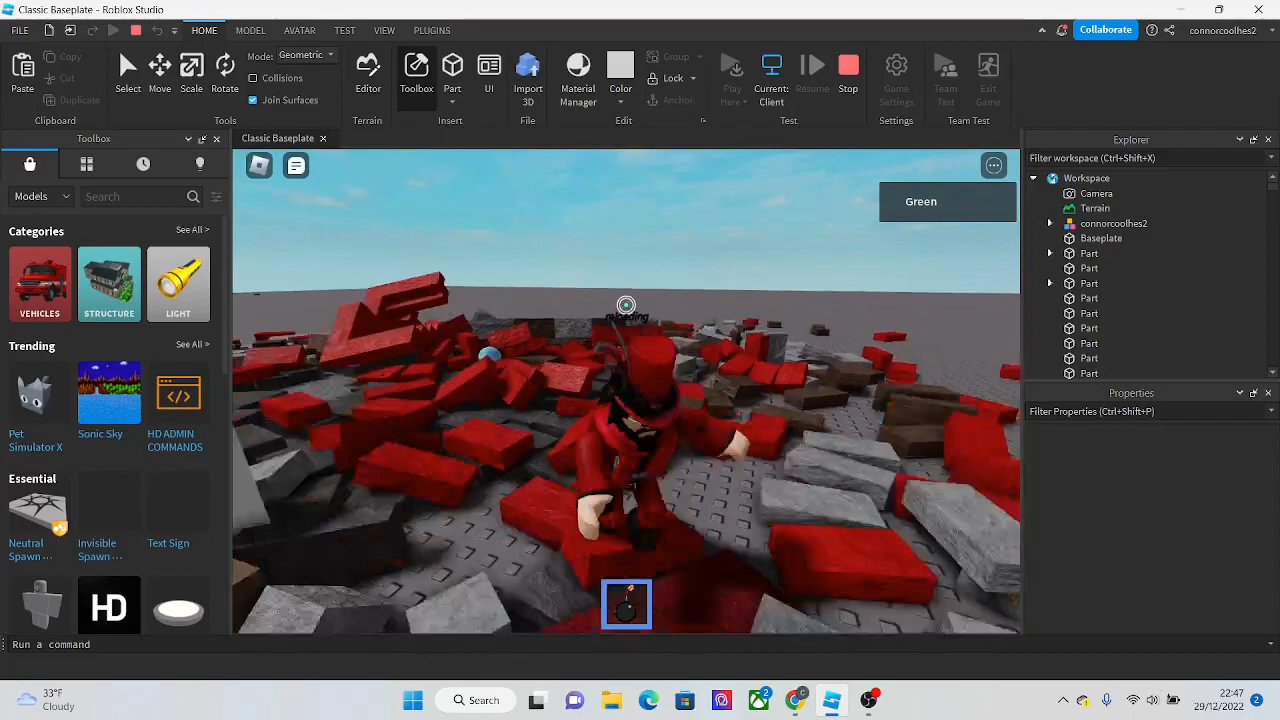 Classic Baseplate - Roblox Studio
FILE HOME MODEL AVATAR TEST VIEW PLUGINS Collaborate connorcoolhes2
Paste Copy Cut Duplicate Clipboard
Select Move Scale Rotate Mode: Geometric Collisions Join Surfaces Tools
Editor Terrain
Toolbox Part UI Insert
Import 3D File
Material Manager Color Group Lock Anchor Edit
Play Here Current: Client Resume Stop Test
Game Settings Settings
Team Test Exit Game Team Test
Toolbox
Models Search
Categories See All >
VEHICLES STRUCTURE LIGHT
Trending See All >
Pet Simulator X
Sonic Sky
HD ADMIN COMMANDS
Essential See All >
Neutral Spawn ...
Invisible Spawn ...
Text Sign
HD
Classic Baseplate
Green
reloading
Explorer
Filter workspace (Ctrl+Shift+X)
Workspace
Camera
Terrain
connorcoolhes2
Baseplate
Part
Part
Part
Part
Part
Part
Part
Part
Part
Properties
Filter Properties (Ctrl+Shift+P)
Run a command
33°F
Cloudy
Search
2
C
22:47
29/12/2022
2